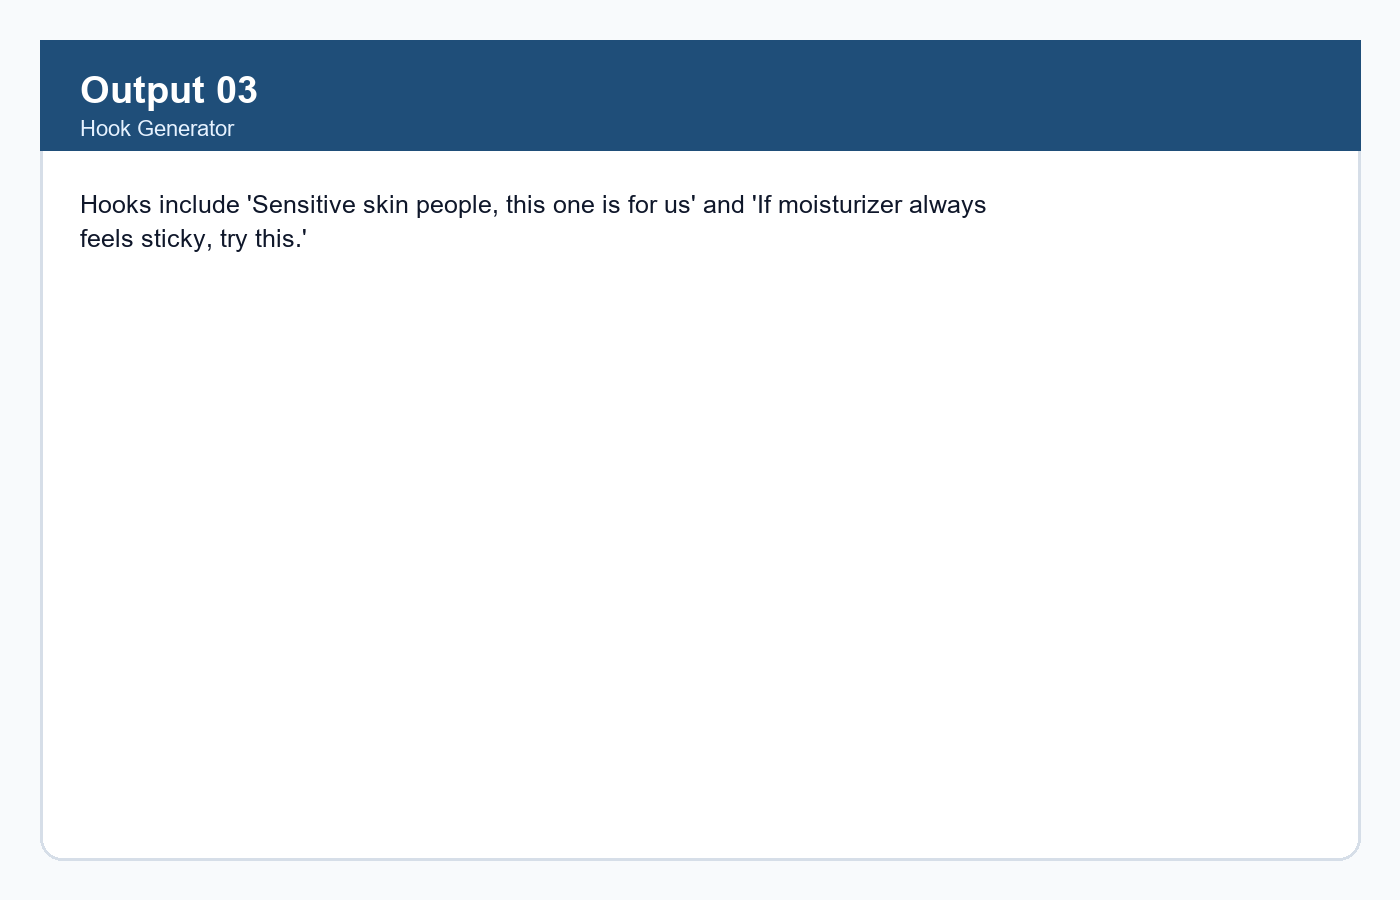 Output 03
Hook Generator
Hooks include 'Sensitive skin people, this one is for us' and 'If moisturizer always
feels sticky, try this.'